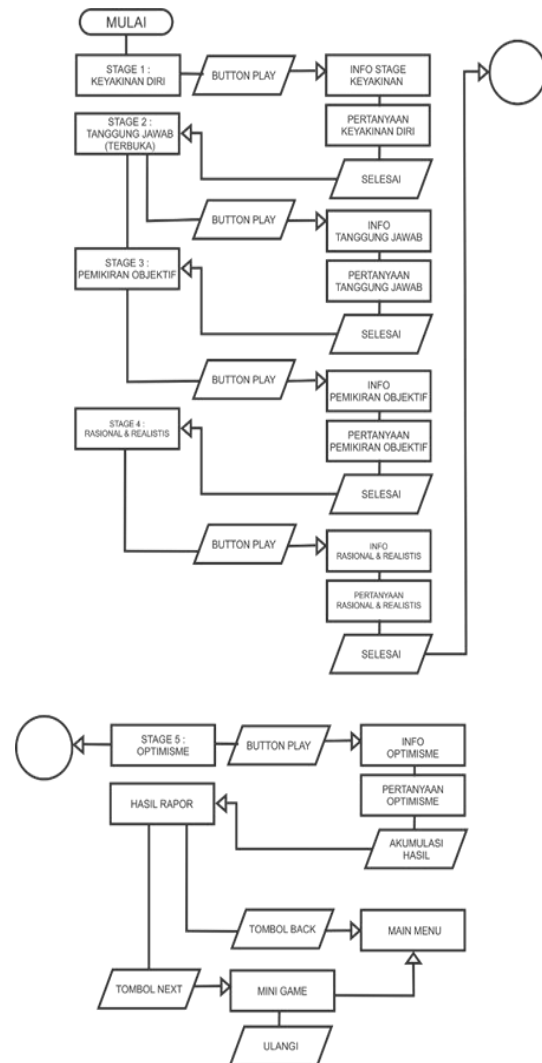 MULAI
STAGE 1 :
KEYAKINAN DIRI
BUTTON PLAY
INFO STAGE
KEYAKINAN
PERTANYAAN
KEYAKINAN DIRI
SELESAI
STAGE 2 :
TANGGUNG JAWAB
(TERBUKA)
BUTTON PLAY
INFO
TANGGUNG JAWAB
PERTANYAAN
TANGGUNG JAWAB
SELESAI
STAGE 3 :
PEMIKIRAN OBJEKTIF
BUTTON PLAY
INFO
PEMIKIRAN OBJEKTIF
PERTANYAAN
PEMIKIRAN OBJEKTIF
SELESAI
STAGE 4 :
RASIONAL & REALISTIS
BUTTON PLAY
INFO
RASIONAL & REALISTIS
PERTANYAAN
RASIONAL & REALISTIS
SELESAI
STAGE 5 :
OPTIMISME
BUTTON PLAY
INFO
OPTIMISME
PERTANYAAN
OPTIMISME
AKUMULASI
HASIL
HASIL RAPOR
TOMBOL BACK
MAIN MENU
TOMBOL NEXT
MINI GAME
ULANGI